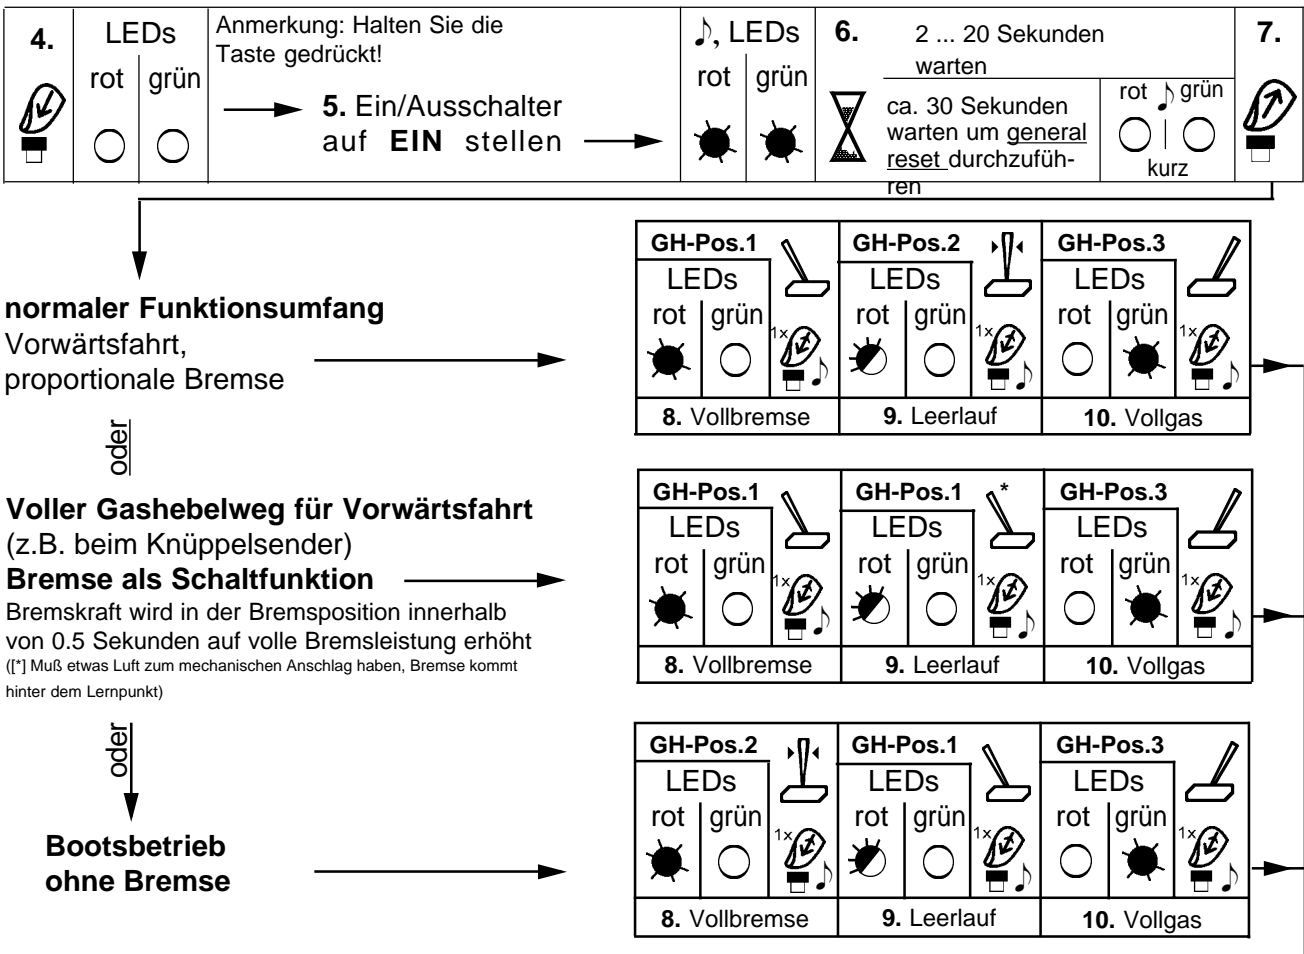 4.
LEDs
rot grün
Anmerkung: Halten Sie die
Taste gedrückt!
5. Ein/Ausschalter
auf EIN stellen
♪, LEDs
rot grün
6.
2 ... 20 Sekunden
warten
ca. 30 Sekunden
warten um general
reset durchzufüh-
ren
rot ♪ grün
kurz
7.
normaler Funktionsumfang
Vorwärtsfahrt,
proportionale Bremse
GH-Pos.1 GH-Pos.2 GH-Pos.3
LEDs LEDs LEDs
rot grün rot grün rot grün
1x 1x 1x
8. Vollbremse 9. Leerlauf 10. Vollgas
oder
Voller Gashebelweg für Vorwärtsfahrt
(z.B. beim Knüppelsender)
Bremse als Schaltfunktion
Bremskraft wird in der Bremsposition innerhalb
von 0.5 Sekunden auf volle Bremsleistung erhöht
([*] Muß etwas Luft zum mechanischen Anschlag haben, Bremse kommt
hinter dem Lernpunkt)
GH-Pos.1 GH-Pos.1 * GH-Pos.3
LEDs LEDs LEDs
rot grün rot grün rot grün
1x 1x 1x
8. Vollbremse 9. Leerlauf 10. Vollgas
oder
Bootsbetrieb
ohne Bremse
GH-Pos.2 GH-Pos.1 GH-Pos.3
LEDs LEDs LEDs
rot grün rot grün rot grün
1x 1x 1x
8. Vollbremse 9. Leerlauf 10. Vollgas